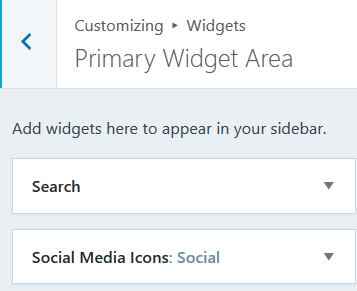 Customizing ▸ Widgets
Primary Widget Area
Add widgets here to appear in your sidebar.
Search
Social Media Icons: Social